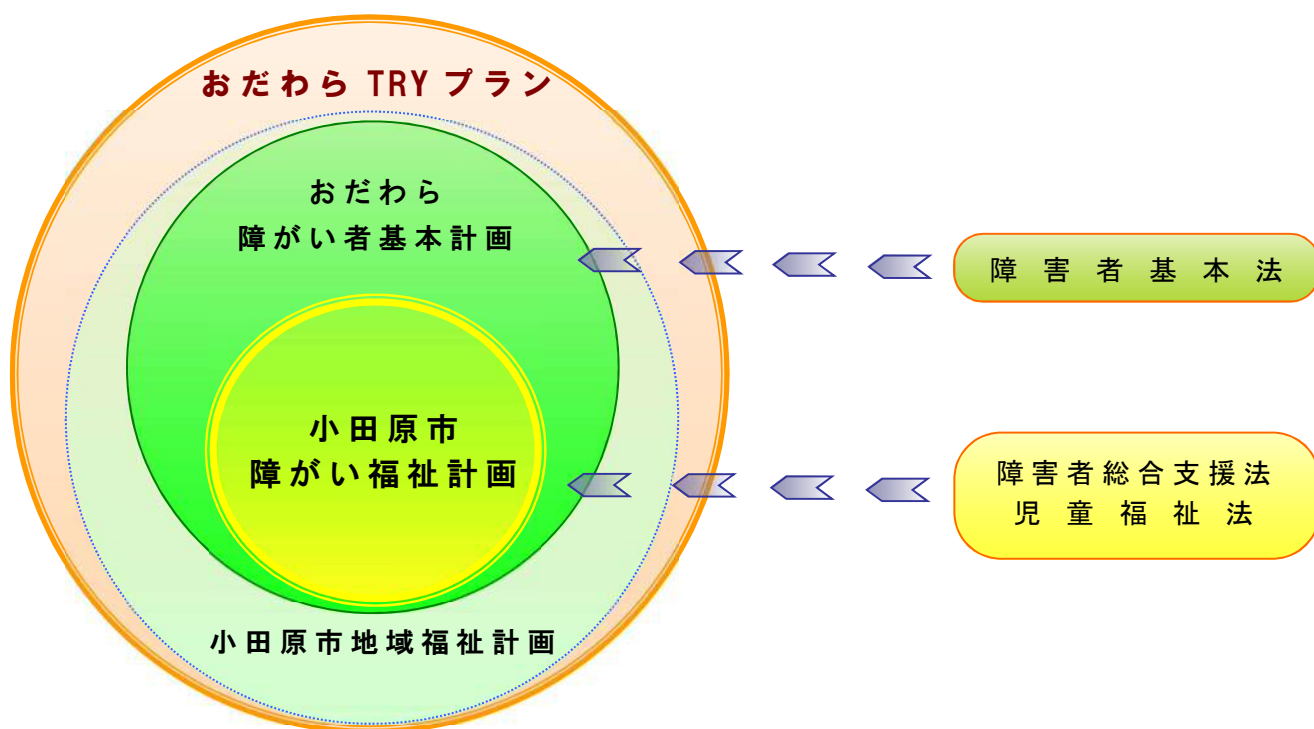 おだわら TRY プラン
おだわら
障がい者基本計画
小田原市
障がい福祉計画
小田原市地域福祉計画
障害者基本法
障害者総合支援法
児童福祉法